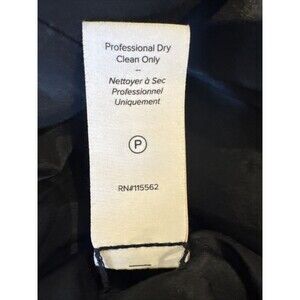 Professional Dry
Clean Only
–
Nettoyer à Sec
Professionnel
Uniquement
P
RN#115562